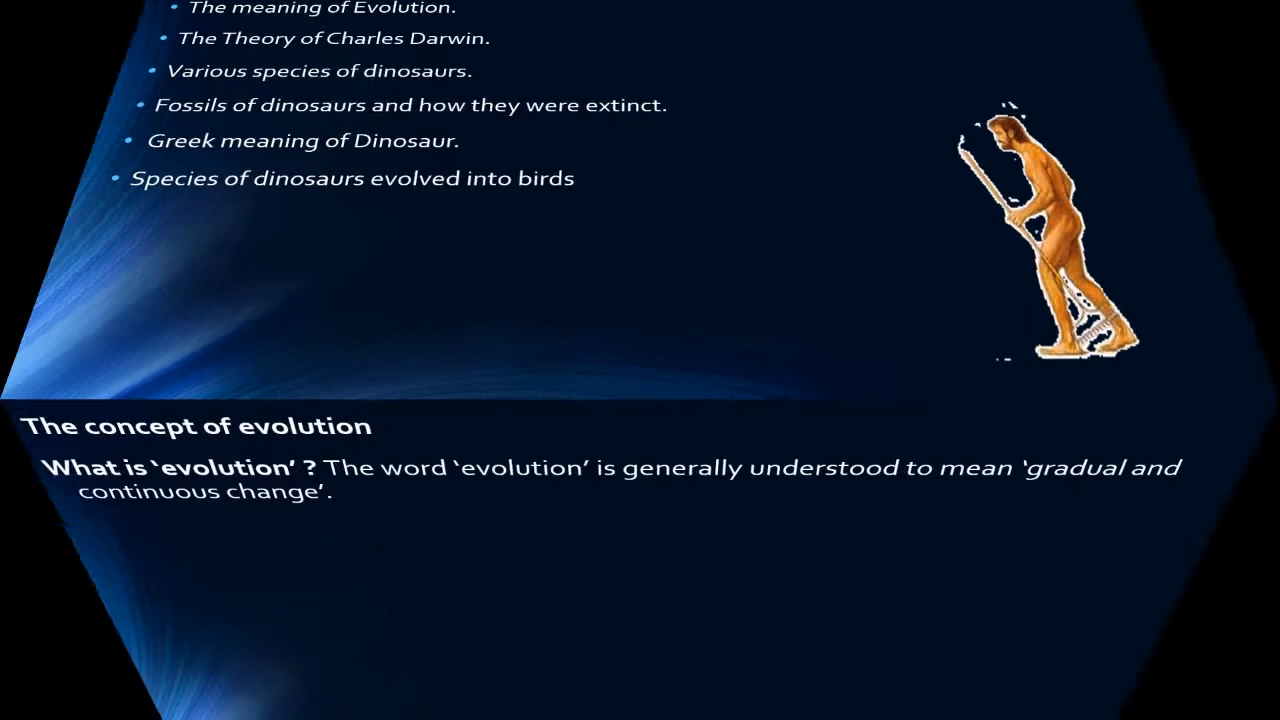 • The meaning of Evolution.
• The Theory of Charles Darwin.
• Various species of dinosaurs.
• Fossils of dinosaurs and how they were extinct.
• Greek meaning of Dinosaur.
• Species of dinosaurs evolved into birds
The concept of evolution
What is ‘evolution’ ? The word ‘evolution’ is generally understood to mean ‘gradual and
continuous change’.